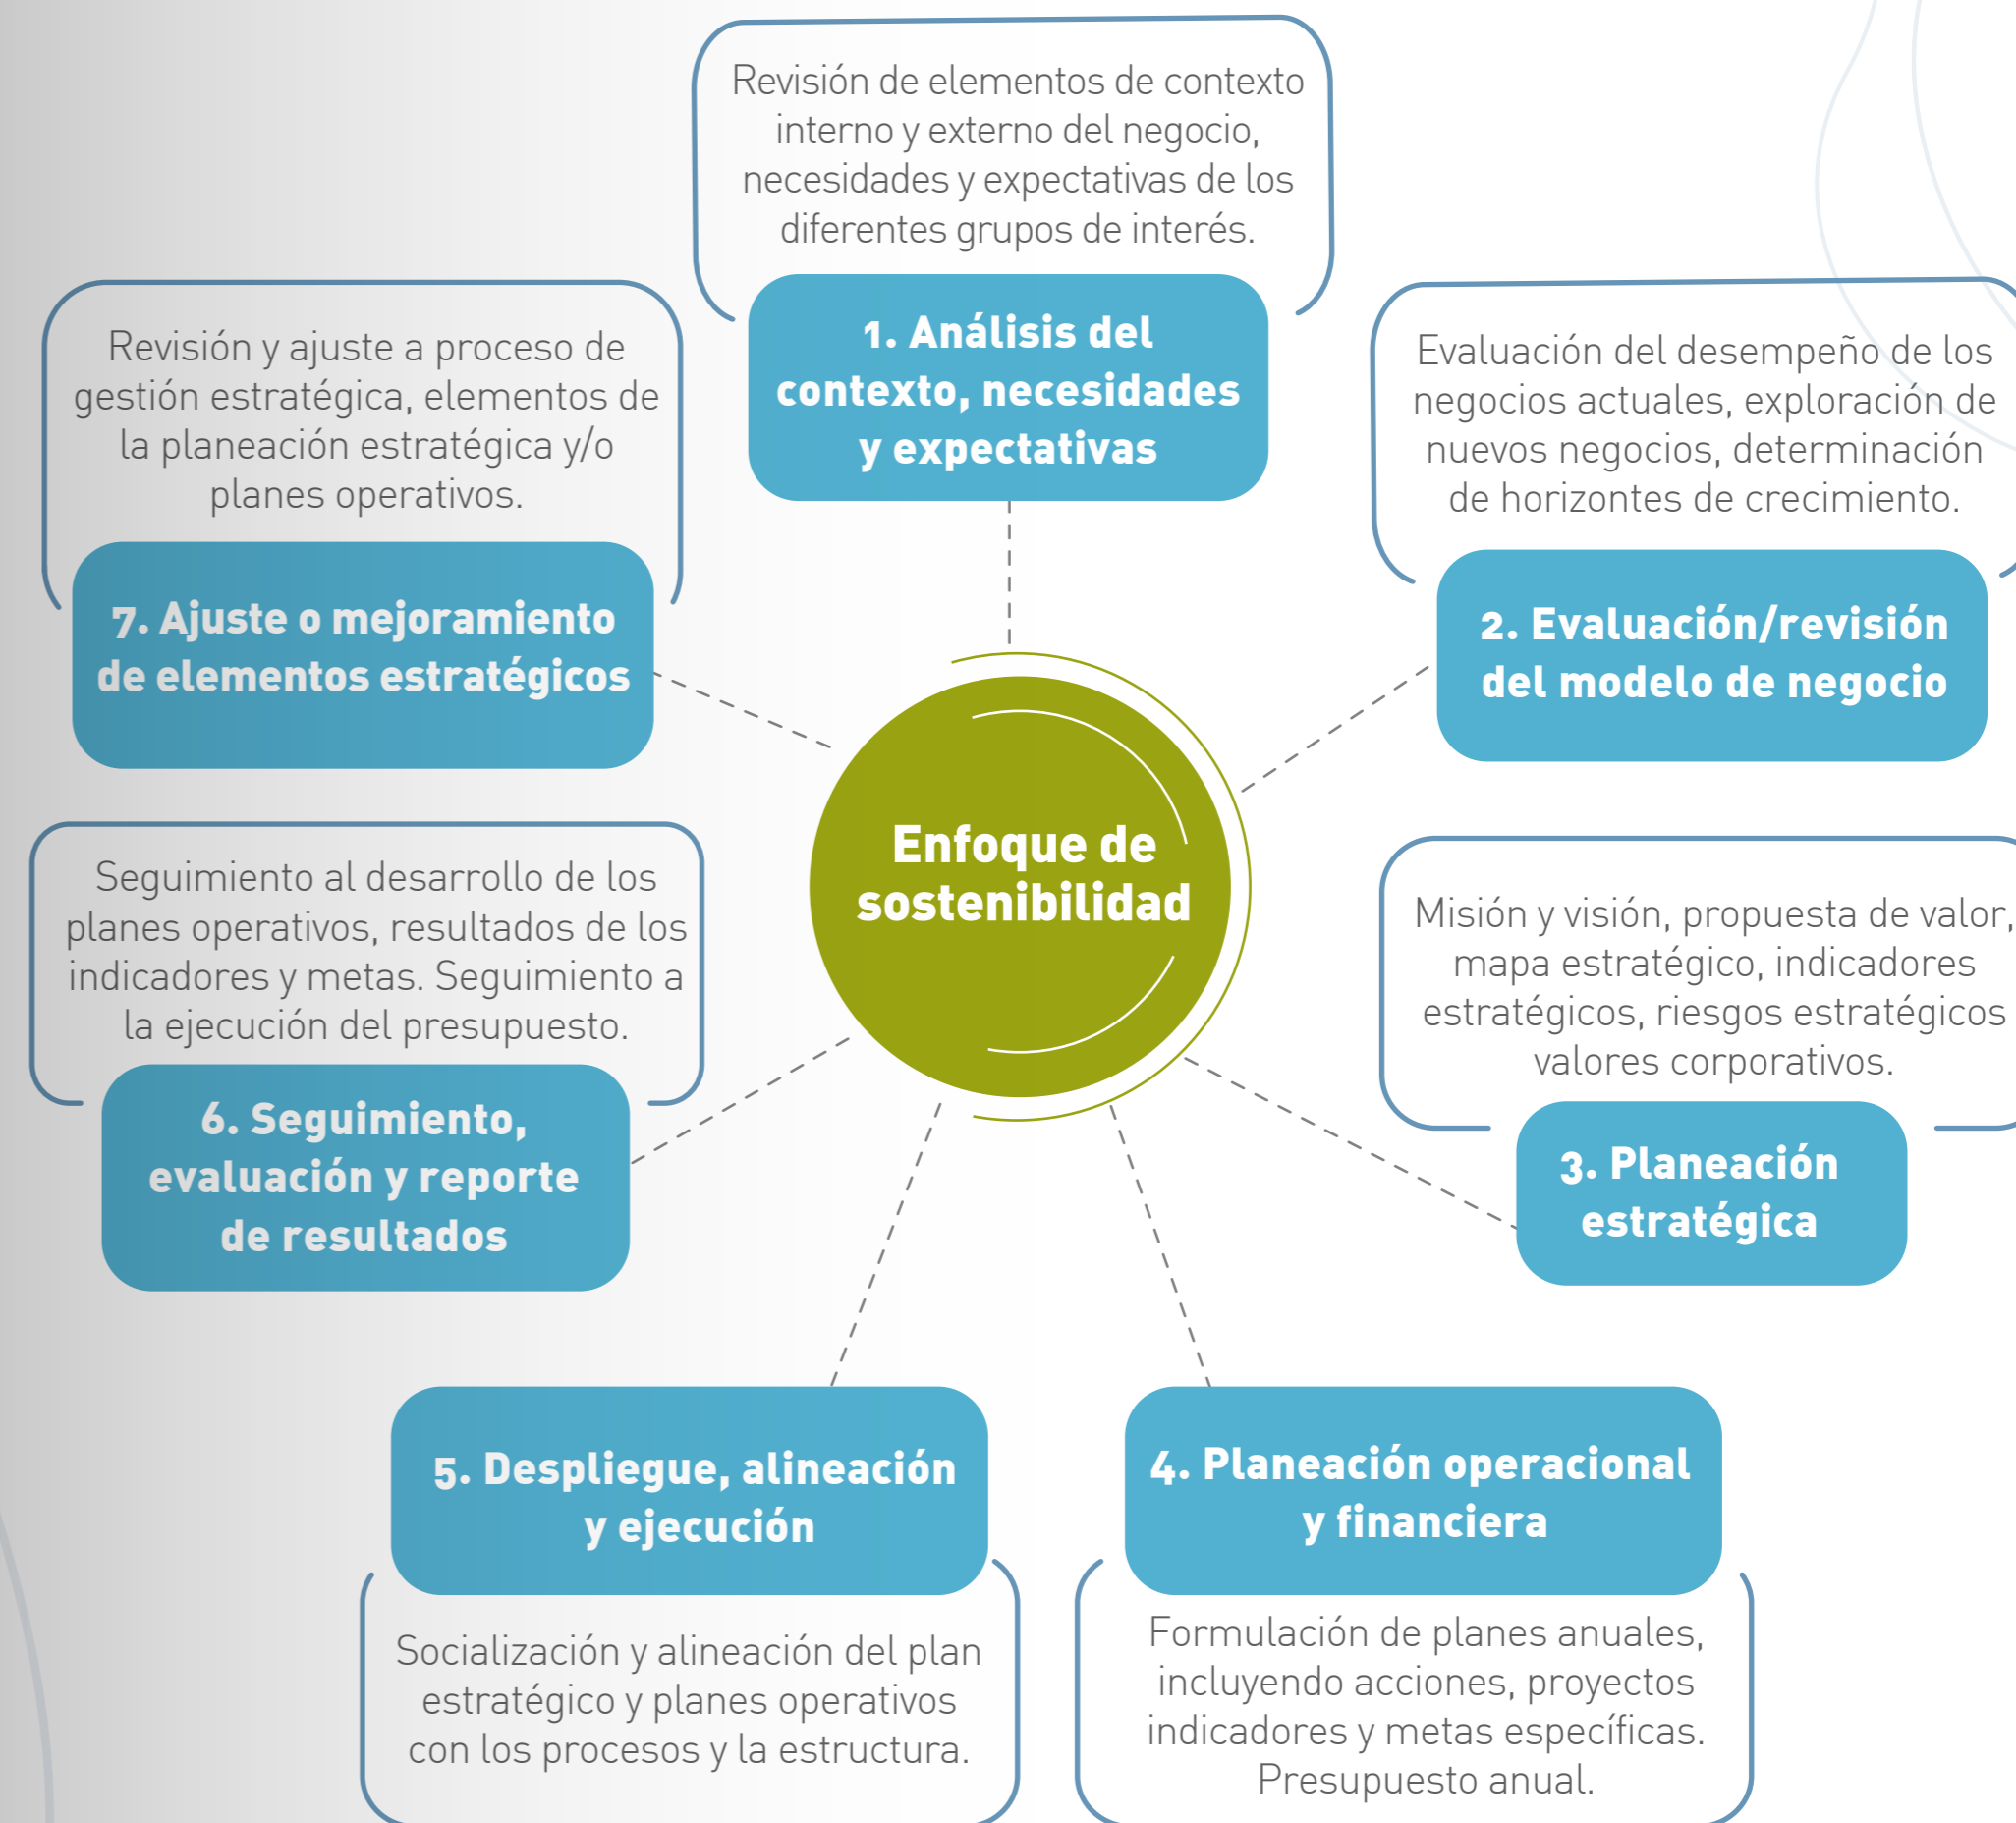 Revisión de elementos de contexto
interno y externo del negocio,
necesidades y expectativas de los
diferentes grupos de interés.
1. Análisis del
contexto, necesidades
y expectativas
Evaluación del desempeño de los
negocios actuales, exploración de
nuevos negocios, determinación
de horizontes de crecimiento.
2. Evaluación/revisión
del modelo de negocio
Misión y visión, propuesta de valor,
mapa estratégico, indicadores
estratégicos, riesgos estratégicos
valores corporativos.
3. Planeación
estratégica
4. Planeación operacional
y financiera
Formulación de planes anuales,
incluyendo acciones, proyectos
indicadores y metas específicas.
Presupuesto anual.
5. Despliegue, alineación
y ejecución
Socialización y alineación del plan
estratégico y planes operativos
con los procesos y la estructura.
Seguimiento al desarrollo de los
planes operativos, resultados de los
indicadores y metas. Seguimiento a
la ejecución del presupuesto.
6. Seguimiento,
evaluación y reporte
de resultados
Revisión y ajuste a proceso de
gestión estratégica, elementos de
la planeación estratégica y/o
planes operativos.
7. Ajuste o mejoramiento
de elementos estratégicos
Enfoque de
sostenibilidad